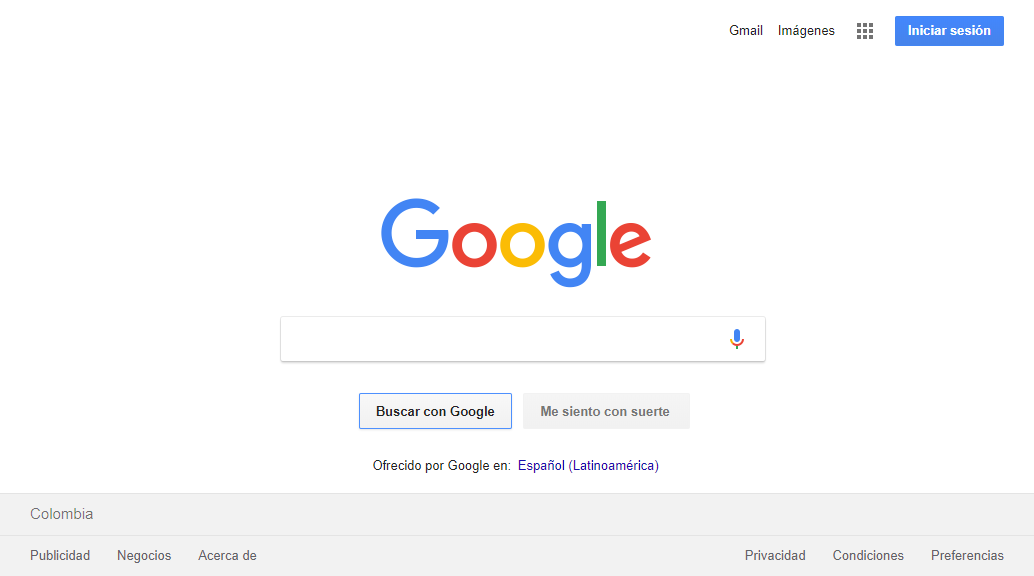 Gmail Imágenes Iniciar sesión
Google
Buscar con Google Me siento con suerte
Ofrecido por Google en: Español (Latinoamérica)
Colombia
Publicidad Negocios Acerca de Privacidad Condiciones Preferencias